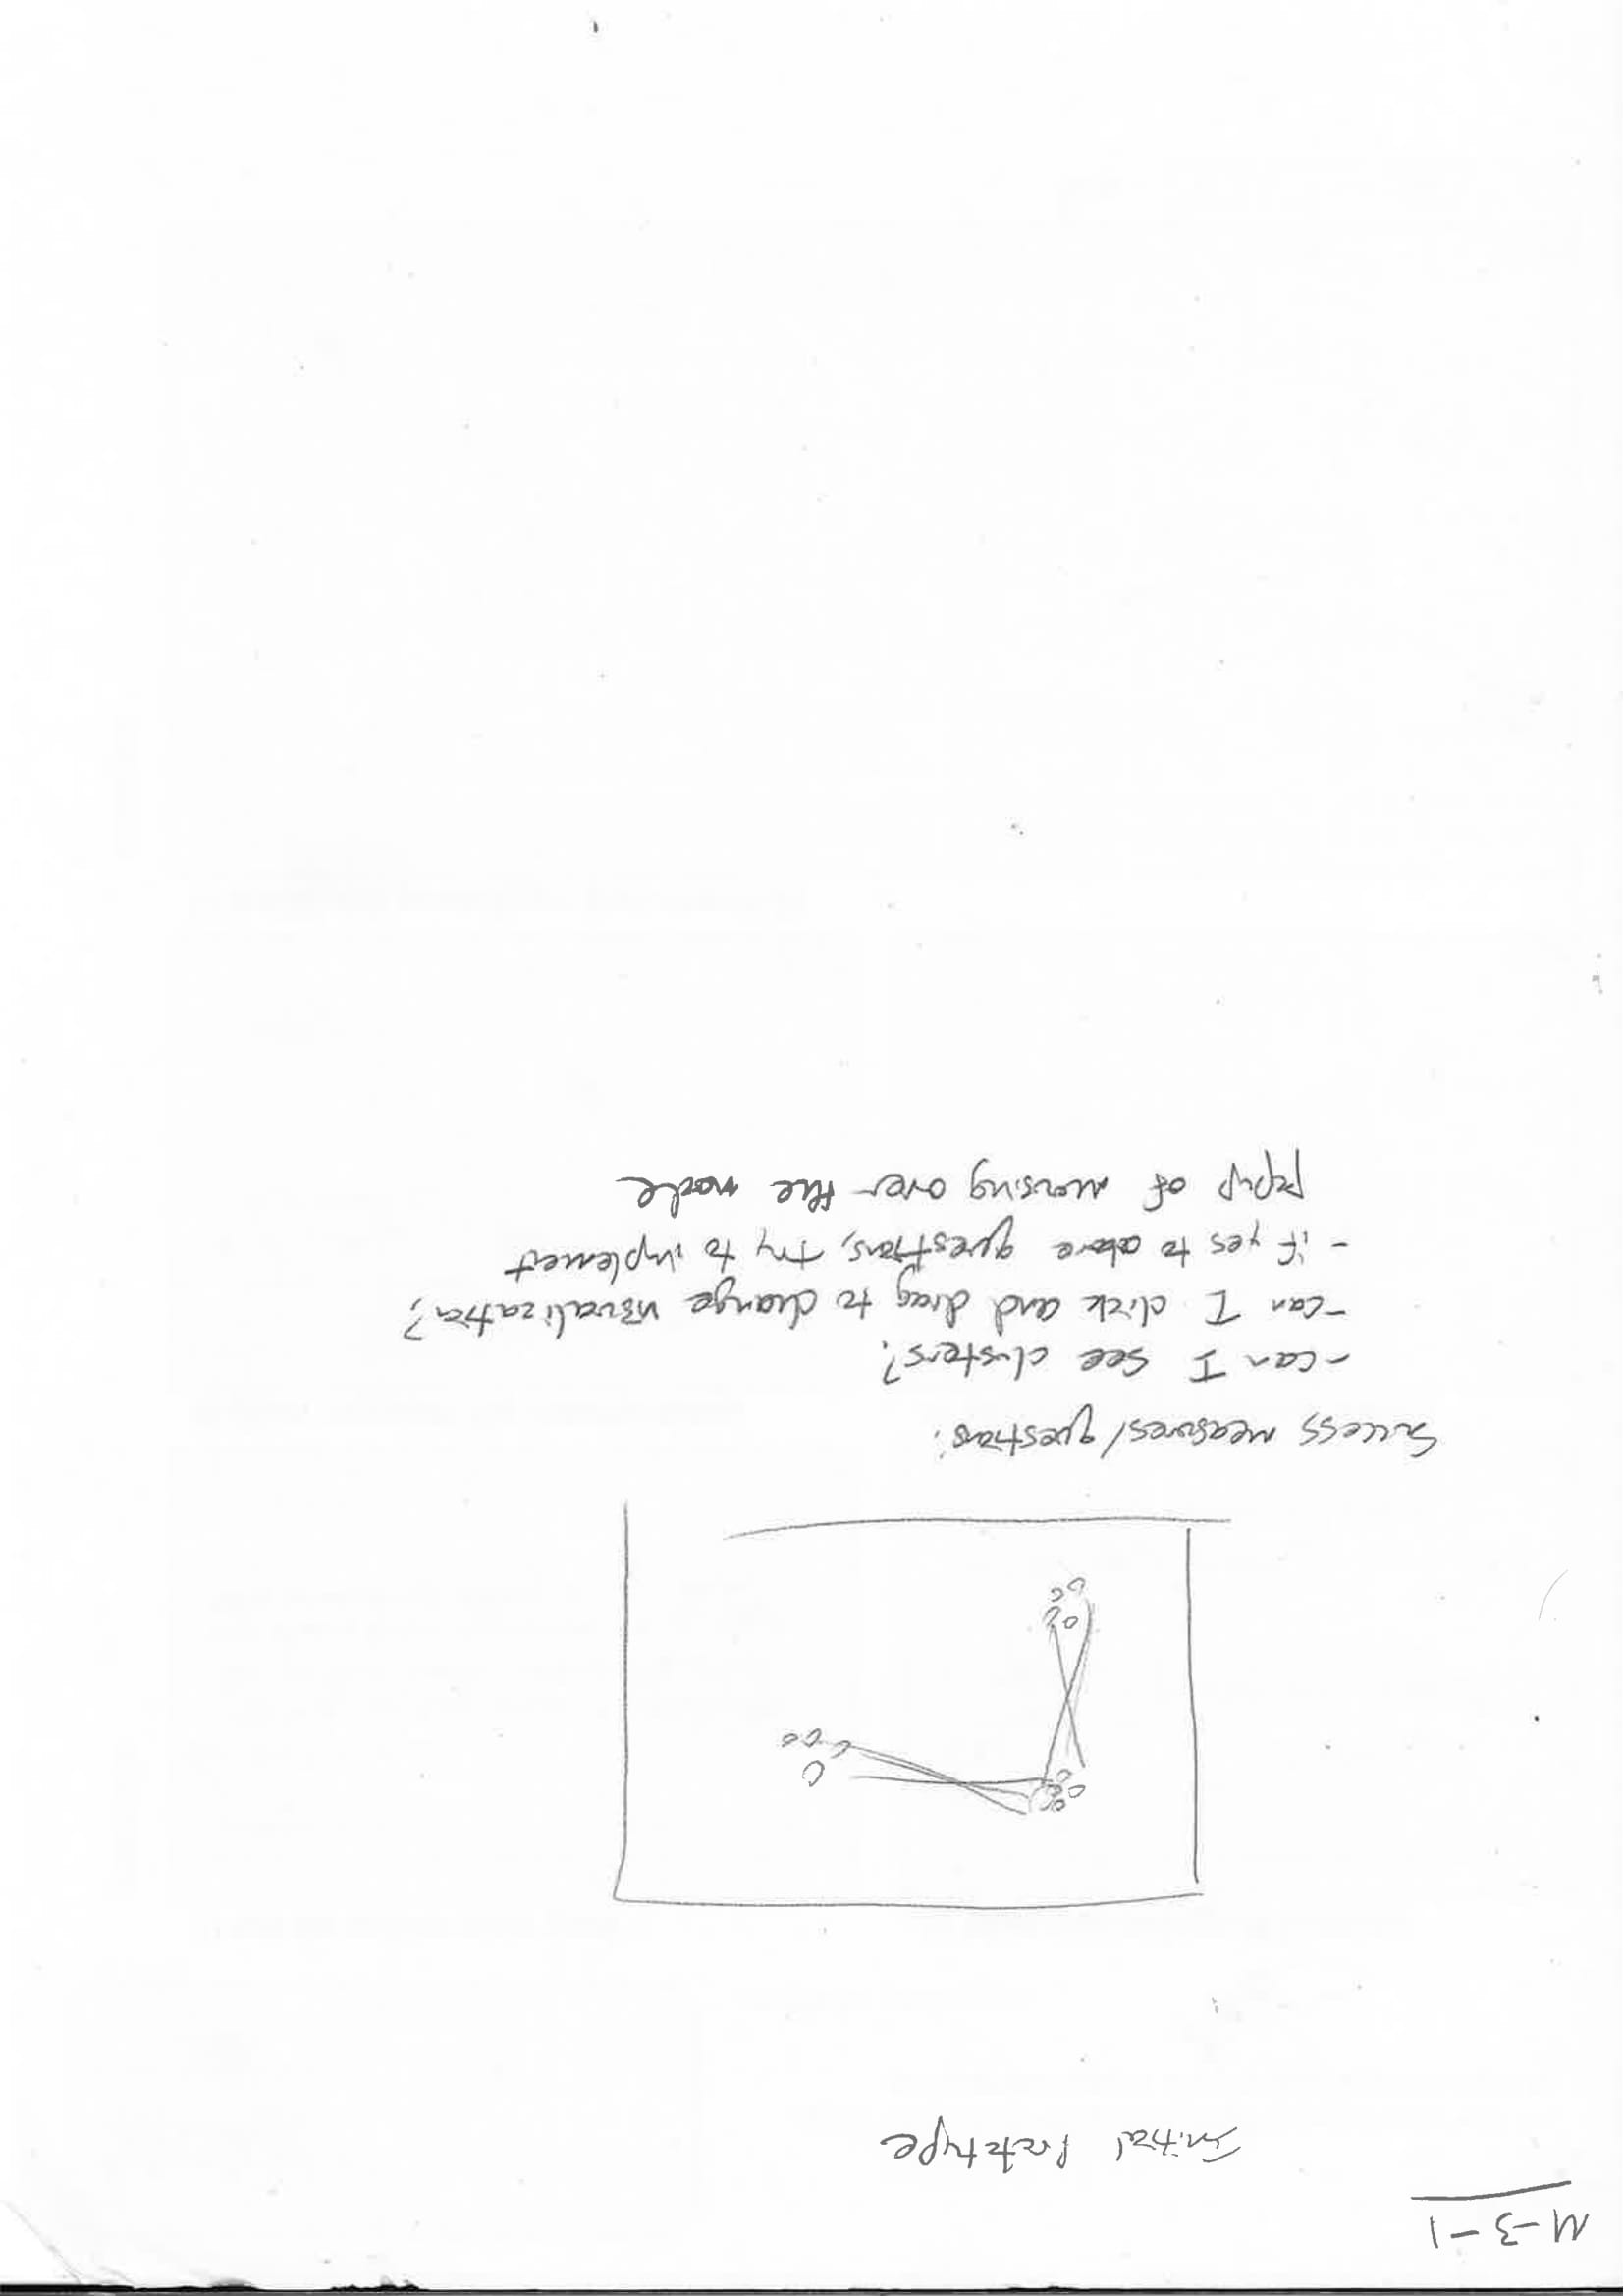 M-3-1
Initial Prototype
Success measures/questions:
- can I see clusters?
- can I click and drag to change visualization?
- if yes to above questions, try to implement
popup of mousing over the node